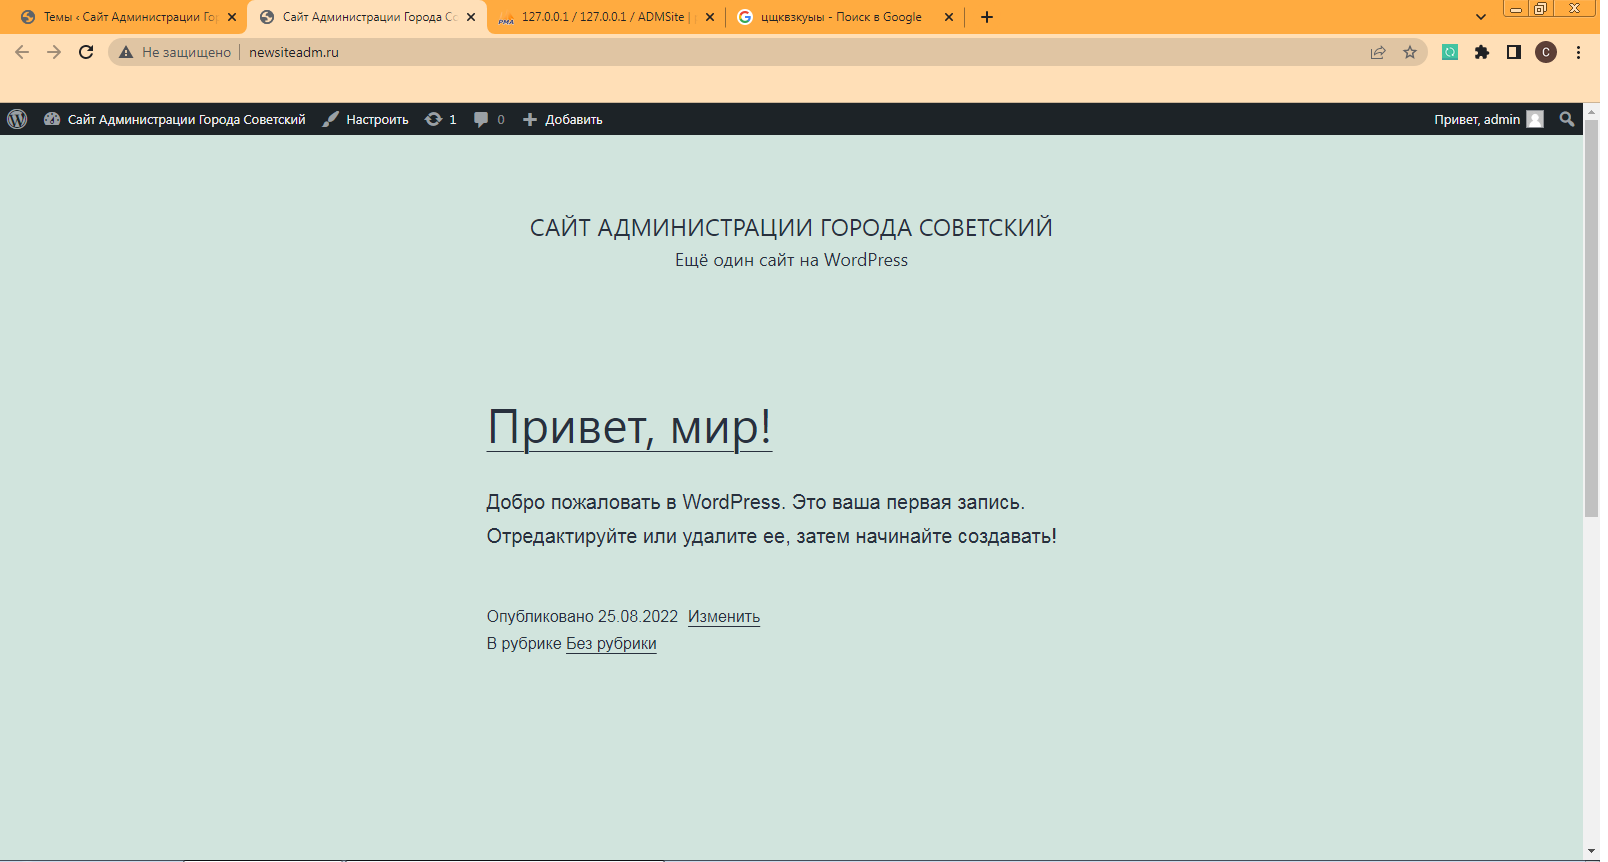 Темы ‹ Сайт Администрации Гор
Сайт Администрации Города Со
127.0.0.1 / 127.0.0.1 / ADMSite |
цщквзкуыы - Поиск в Google
Не защищено
newsiteadm.ru
C
Сайт Администрации Города Советский
Настроить
1
0
Добавить
Привет, admin
САЙТ АДМИНИСТРАЦИИ ГОРОДА СОВЕТСКИЙ
Ещё один сайт на WordPress
Привет, мир!
Добро пожаловать в WordPress. Это ваша первая запись.
Отредактируйте или удалите ее, затем начинайте создавать!
Опубликовано 25.08.2022 Изменить
В рубрике Без рубрики